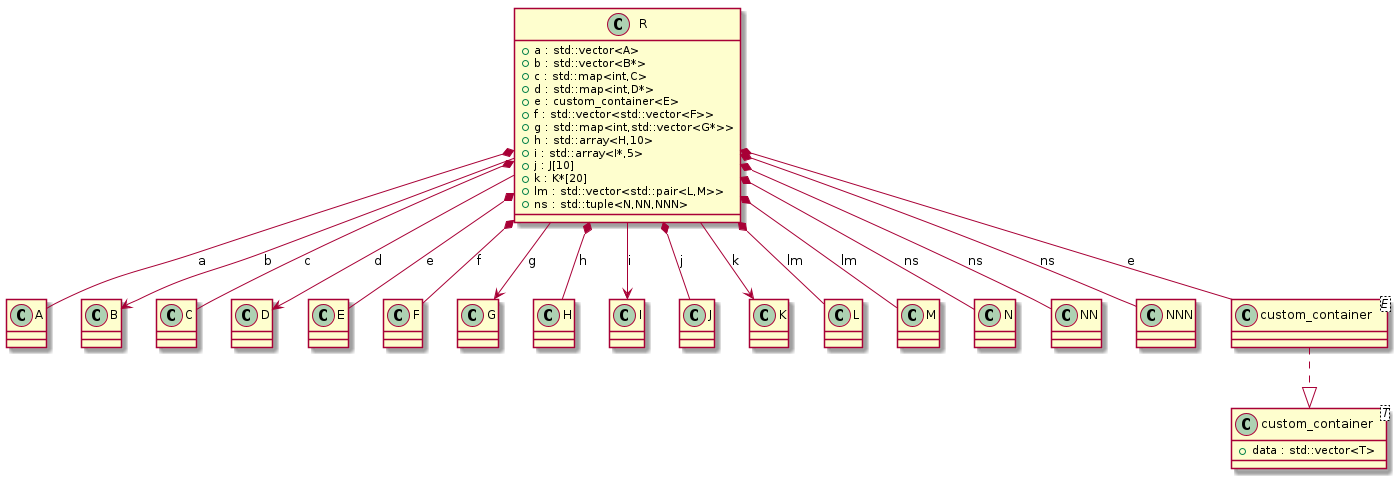 C R
a : std::vector<A>
b : std::vector<B*>
c : std::map<int,C>
d : std::map<int,D*>
e : custom_container<E>
f : std::vector<std::vector<F>>
g : std::map<int,std::vector<G*>>
h : std::array<H,10>
i : std::array<I*,5>
j : J[10]
k : K*[20]
lm : std::vector<std::pair<L,M>>
ns : std::tuple<N,NN,NNN>
a b c d e f g h i j k lm lm ns ns ns e
C A
C B
C C
C D
C E
C F
C G
C H
C I
C J
C K
C L
C M
C N
C NN
C NNN
C custom_container E
C custom_container T
data : std::vector<T>